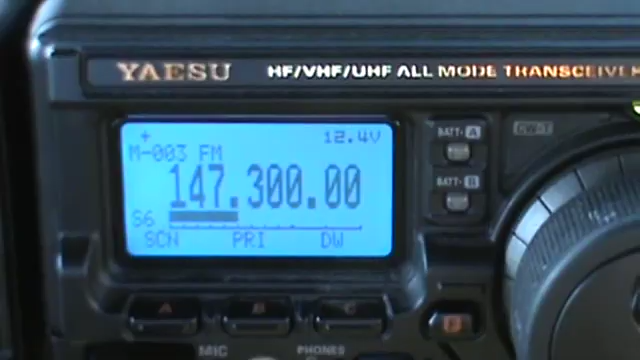 YAESU
HF/VHF/UHF ALL MODE TRANSCEIVER
+ 12.4V
M-003 FM
147.300.00
S6
SCN PRI DW
BATT-A
BATT-B
A B C F
MIC PHONES